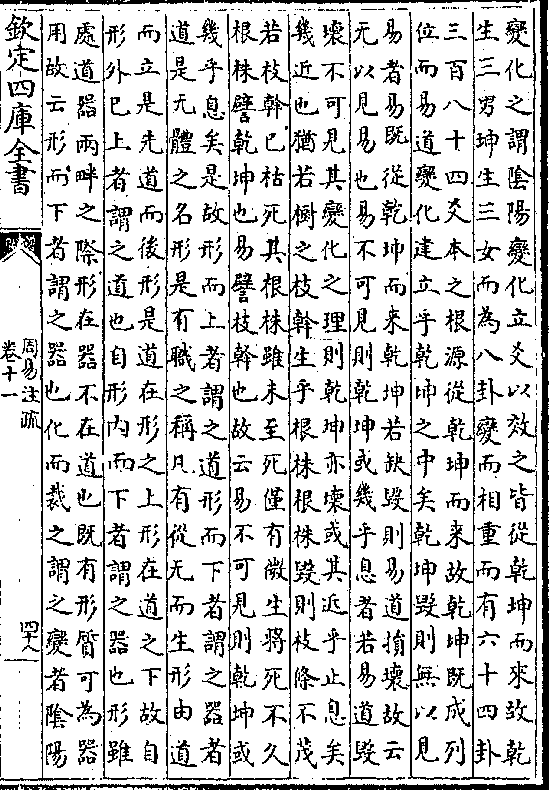 變化之謂陰陽變化立爻以效之皆從乾坤而來故乾
生三男坤生三女而為八卦變而相重而有六十四卦
三百八十四爻本之根源從乾坤而來故乾坤既成列
位而易道變化建立乎乾坤之中矣乾坤毀則無以見
易者易既從乾坤而來乾坤若缺毀則易道損壞故云
无以見易也易不可見則乾坤或幾乎息者若易道毀
壞不可見其變化之理則乾坤亦壞或其近乎止息矣
幾近也猶若樹之枝幹生乎根株根株毀則枝條不茂
若枝幹已枯死其根株雖未至死僅有微生將死不久
根株譬乾坤也易譬枝幹也故云易不可見則乾坤或
幾乎息矣是故形而上者謂之道形而下者謂之器者
道是无體之名形是有職之稱凡有從无而生形由道
而立是先道而後形是道在形之上形在道之下故自
形外已上者謂之道也自形内而下者謂之器也形雖
處道器兩畔之際形在器不在道也既有形質可為器
用故云形而下者謂之器也化而裁之謂之變者陰陽
欽定四庫全書
周易注疏
卷十一
四十八